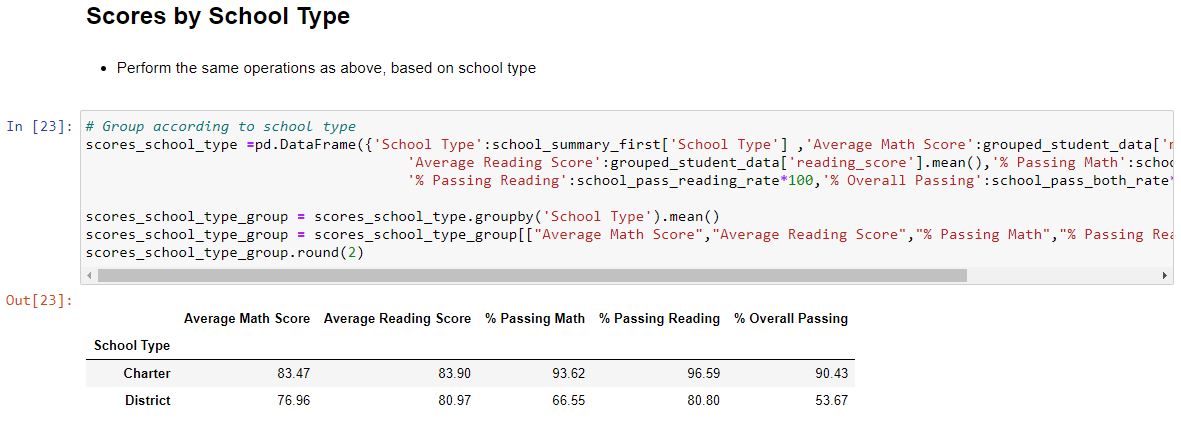 Scores by School Type
• Perform the same operations as above, based on school type
In [23]:
# Group according to school type
scores_school_type =pd.DataFrame({'School Type':school_summary_first['School Type'] ,'Average Math Score':grouped_student_data['
'Average Reading Score':grouped_student_data['reading_score'].mean(),'% Passing Math':schoo
'% Passing Reading':school_pass_reading_rate*100,'% Overall Passing':school_pass_both_rate*
scores_school_type_group = scores_school_type.groupby('School Type').mean()
scores_school_type_group = scores_school_type_group[["Average Math Score","Average Reading Score","% Passing Math","% Passing Rea
scores_school_type_group.round(2)
Out[23]:
Average Math Score Average Reading Score % Passing Math % Passing Reading % Overall Passing
School Type
Charter 83.47 83.90 93.62 96.59 90.43
District 76.96 80.97 66.55 80.80 53.67